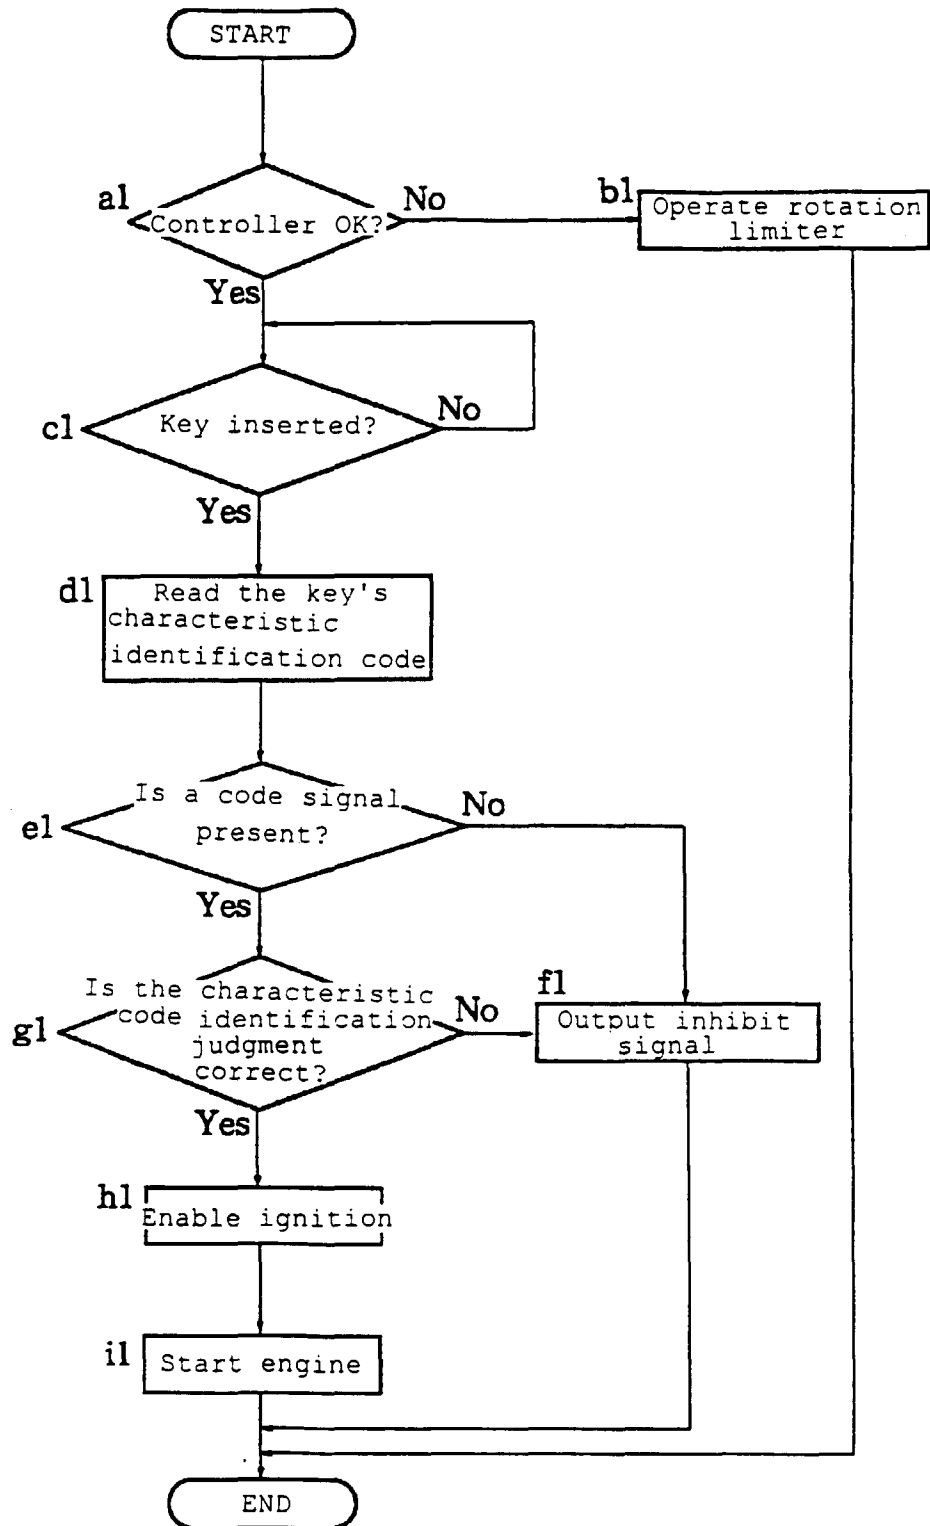 START
a1
Controller OK?
No
b1
Operate rotation
limiter
Yes
c1
Key inserted?
No
Yes
d1
Read the key's
characteristic
identification code
e1
Is a code signal
present?
No
Yes
g1
Is the characteristic
code identification
judgment
correct?
No
f1
Output inhibit
signal
Yes
h1
Enable ignition
i1
Start engine
END